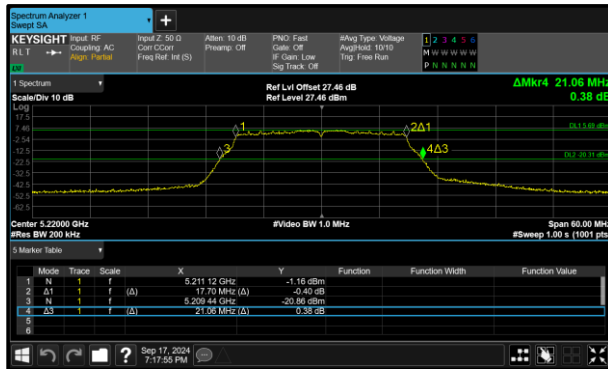 Spectrum Analyzer 1
Swept SA
+
KEYSIGHT Input: RF Input Z: 50 Ω Atten: 10 dB PNO: Fast #Avg Type: Voltage 1 2 3 4 5 6
RLT Coupling: AC Corr CCorr Preamp: Off Gate: Off Avg|Hold: 10/10 M W W W W W
Align: Partial Freq Ref: Int (S) IF Gain: Low Trig: Free Run P N N N N N
Sig Track: Off
1 Spectrum Ref Lvl Offset 27.46 dB ΔMkr4 21.06 MHz
Scale/Div 10 dB Ref Level 27.46 dBm 0.38 dB
Log
17.5
7.46 1 2Δ1 DL1 5.69 dBm
-2.54
-12.5 3 4Δ3
-22.5 DL2 -20.31 dBm
-32.5
-42.5
-52.5
-62.5
Center 5.22000 GHz #Video BW 1.0 MHz Span 60.00 MHz
#Res BW 200 kHz #Sweep 1.00 s (1001 pts)
5 Marker Table
Mode Trace Scale X Y Function Function Width Function Value
1 N 1 f 5.211 12 GHz -1.16 dBm
2 Δ1 1 f (Δ) 17.70 MHz (Δ) -0.40 dB
3 N 1 f 5.209 44 GHz -20.86 dBm
4 Δ3 1 f (Δ) 21.06 MHz (Δ) 0.38 dB
5
6
? Sep 17, 2024
7:17:55 PM